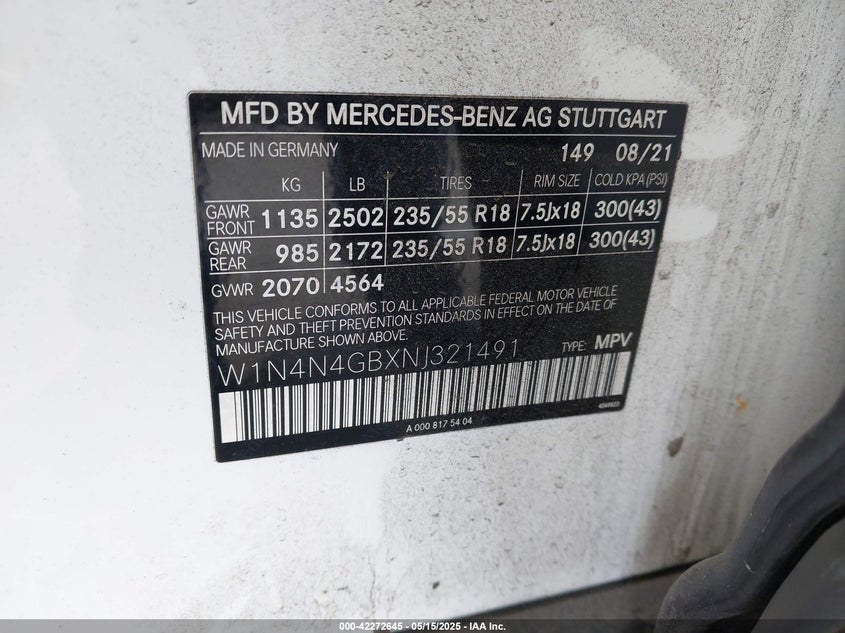 MFD BY MERCEDES-BENZ AG STUTTGART
MADE IN GERMANY 149 08/21
KG LB TIRES RIM SIZE COLD KPA(PSI)
GAWR FRONT 1135 2502 235/55 R18 7.5Jx18 300(43)
GAWR REAR 985 2172 235/55 R18 7.5Jx18 300(43)
GVWR 2070 4564
THIS VEHICLE CONFORMS TO ALL APPLICABLE FEDERAL MOTOR VEHICLE
SAFETY AND THEFT PREVENTION STANDARDS IN EFFECT ON THE DATE OF
MANUFACTURE SHOWN ABOVE.
W1N4N4GBXNJ321491 TYPE: MPV
A 000 817 54 04
000-42272645 - 05/15/2025 - IAA Inc.